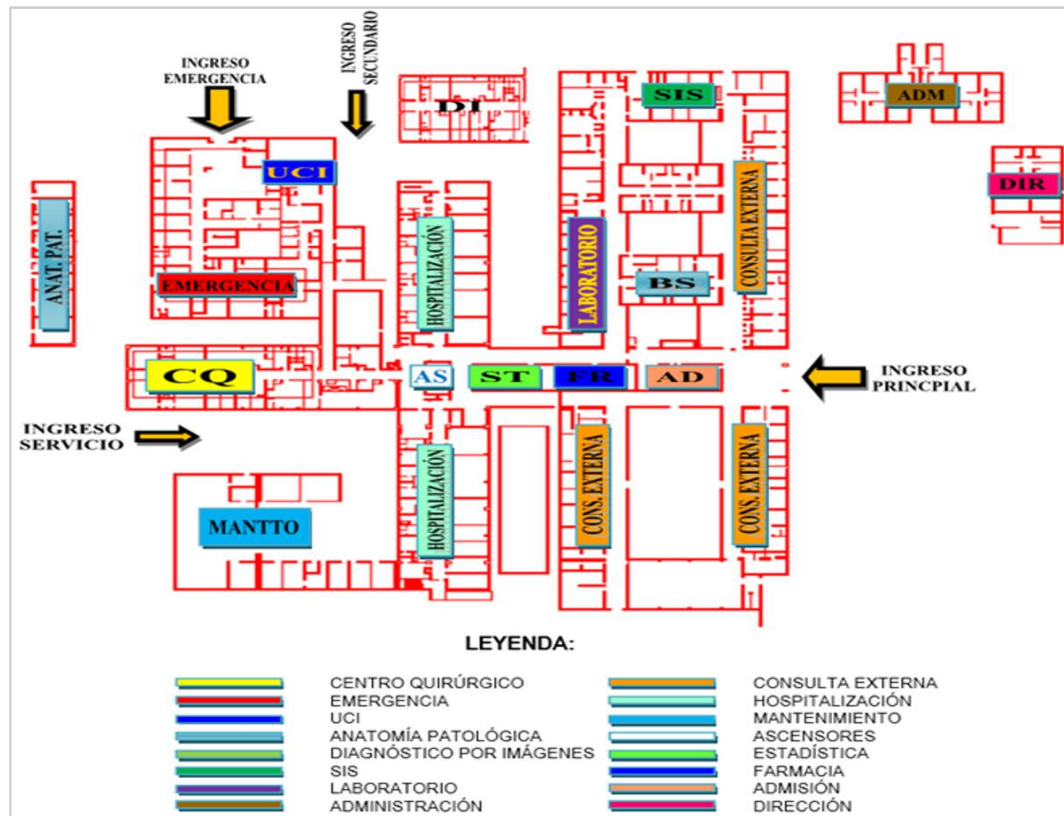 INGRESO
EMERGENCIA
INGRESO
SECUNDARIO
DI
SIS
ADM
UCI
DIR
ANAT. PAT.
HOSPITALIZACIÓN
LABORATORIO
CONSULTA EXTERNA
EMERGENCIA
BS
CQ
AS
ST
FR
AD
INGRESO
PRINCPIAL
INGRESO
SERVICIO
MANTTO
HOSPITALIZACIÓN
CONS. EXTERNA
CONS. EXTERNA
LEYENDA:
CENTRO QUIRÚRGICO
EMERGENCIA
UCI
ANATOMÍA PATOLÓGICA
DIAGNÓSTICO POR IMÁGENES
SIS
LABORATORIO
ADMINISTRACIÓN
CONSULTA EXTERNA
HOSPITALIZACIÓN
MANTENIMIENTO
ASCENSORES
ESTADÍSTICA
FARMACIA
ADMISIÓN
DIRECCIÓN